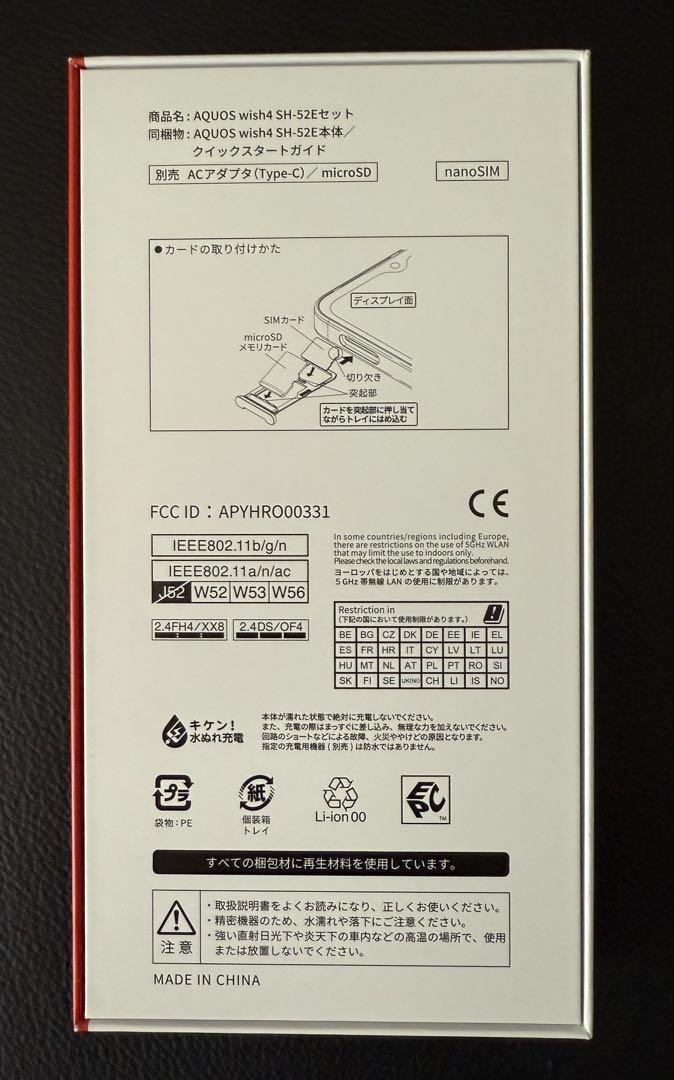 商品名：AQUOS wish4 SH-52Eセット
同梱物：AQUOS wish4 SH-52E本体／
クイックスタートガイド
別売 ACアダプタ（Type-C）／ microSD
nanoSIM
●カードの取り付けかた
ディスプレイ面
SIMカード
microSD
メモリカード
切り欠き
突起部
カードを突起部に押し当て
ながらトレイにはめ込む
FCC ID：APYHRO00331
CE
IEEE802.11b/g/n
IEEE802.11a/n/ac
J52 W52 W53 W56
2.4FH4/XX8 2.4DS/OF4
In some countries/regions including Europe,
there are restrictions on the use of 5GHz WLAN
that may limit the use to indoors only.
Please check the local laws and regulations beforehand.
ヨーロッパをはじめとする国や地域によっては、
5 GHz 帯無線 LAN の使用に制限があります。
Restriction in
（下記の国において使用制限があります。）
BE BG CZ DK DE EE IE EL
ES FR HR IT CY LV LT LU
HU MT NL AT PL PT RO SI
SK FI SE UK(NI) CH LI IS NO
キケン！
水ぬれ充電
本体が濡れた状態で絶対に充電しないでください。
また、充電の際はまっすぐに差し込み、無理な力を加えないでください。
回路のショートなどによる故障、火災ややけどの原因となります。
指定の充電用機器（別売）は防水ではありません。
プラ
袋物：PE
紙
個装箱
トレイ
Li-ion 00
EPC
TM
すべての梱包材に再生材料を使用しています。
注意
・取扱説明書をよくお読みになり、正しくお使いください。
・精密機器のため、水濡れや落下にご注意ください。
・強い直射日光下や炎天下の車内などの高温の場所で、使用
または放置しないでください。
MADE IN CHINA